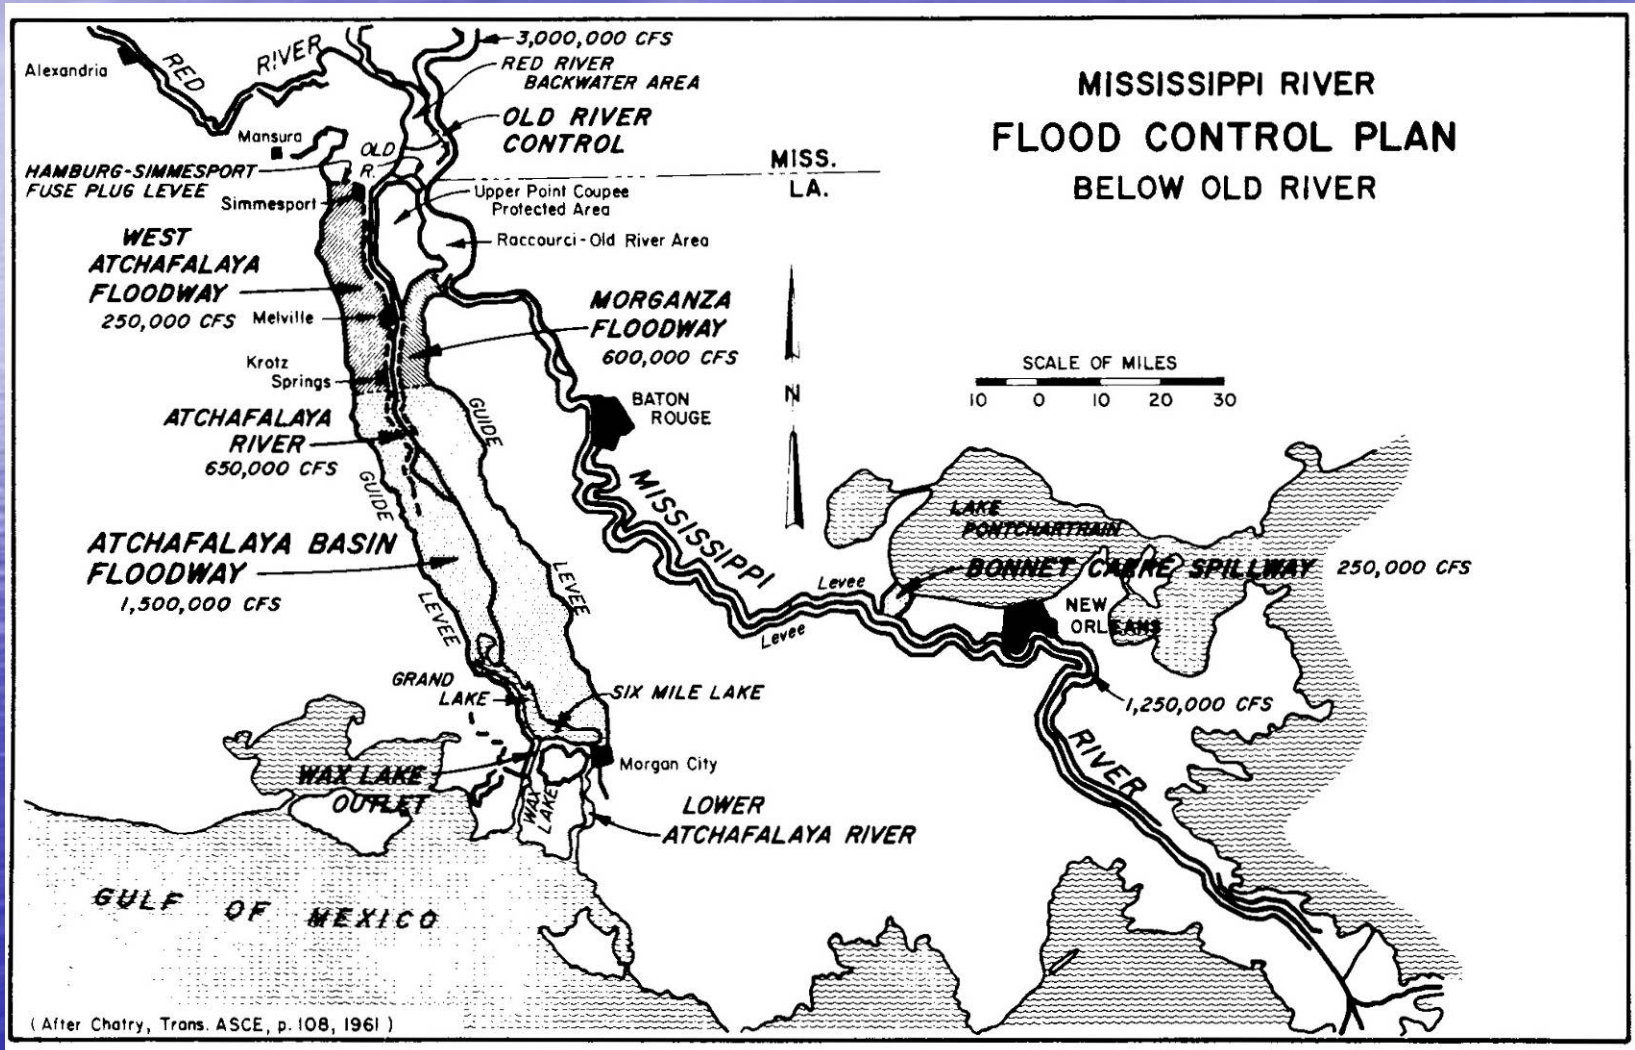 MISSISSIPPI RIVER
FLOOD CONTROL PLAN
BELOW OLD RIVER
Alexandria
RED
RIVER
3,000,000 CFS
RED RIVER
BACKWATER AREA
OLD RIVER
CONTROL
Mansura
OLD
R.
HAMBURG-SIMMESPORT
FUSE PLUG LEVEE
Simmesport
MISS.
LA.
Upper Point Coupee
Protected Area
Raccourci-Old River Area
WEST
ATCHAFALAYA
FLOODWAY
250,000 CFS
Melville
MORGANZA
FLOODWAY
600,000 CFS
Krotz
Springs
SCALE OF MILES
10 0 10 20 30
N
BATON
ROUGE
ATCHAFALAYA
RIVER
650,000 CFS
GUIDE
LEVEE
GUIDE
LEVEE
MISSISSIPPI
ATCHAFALAYA BASIN
FLOODWAY
1,500,000 CFS
LAKE
PONTCHARTRAIN
BONNET CARRE SPILLWAY 250,000 CFS
Levee
Levee
NEW
ORLEANS
GRAND
LAKE
SIX MILE LAKE
1,250,000 CFS
RIVER
Morgan City
WAX LAKE
OUTLET
WAX
LAKE
LOWER
ATCHAFALAYA RIVER
GULF OF MEXICO
(After Chatry, Trans. ASCE, p. 108, 1961)